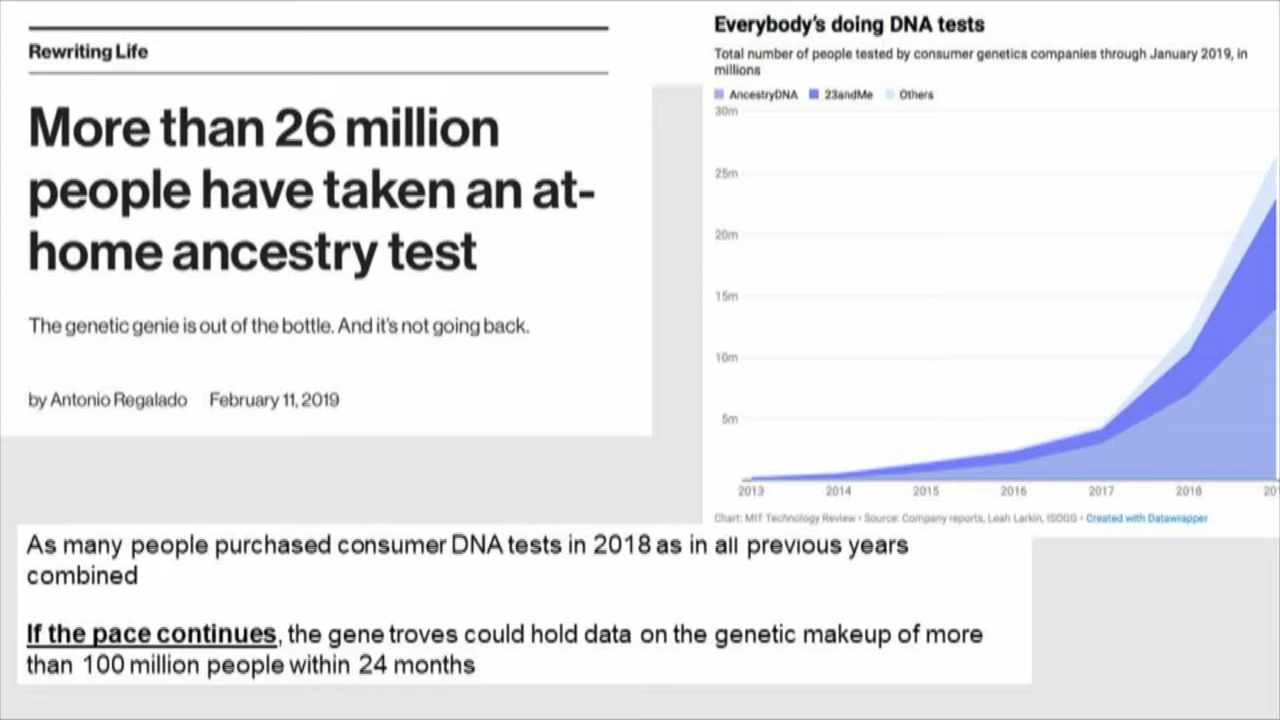 Rewriting Life
More than 26 million
people have taken an at-
home ancestry test
The genetic genie is out of the bottle. And it's not going back.
by Antonio Regalado February 11, 2019
Everybody's doing DNA tests
Total number of people tested by consumer genetics companies through January 2019, in
millions
AncestryDNA 23andMe Others
30m
25m
20m
15m
10m
5m
2013 2014 2015 2016 2017 2018 201
Chart: MIT Technology Review • Source: Company reports, Leah Larkin, ISOGG • Created with Datawrapper
As many people purchased consumer DNA tests in 2018 as in all previous years
combined
If the pace continues, the gene troves could hold data on the genetic makeup of more
than 100 million people within 24 months